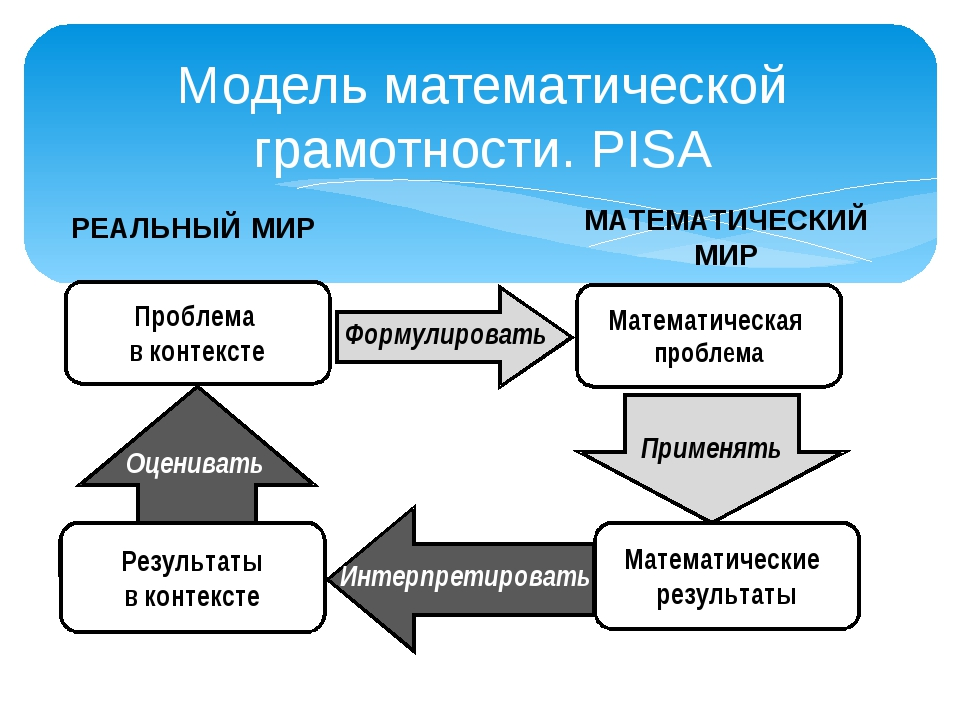 Модель математической
грамотности. PISA
РЕАЛЬНЫЙ МИР
МАТЕМАТИЧЕСКИЙ
МИР
Проблема
в контексте
Формулировать
Математическая
проблема
Оценивать
Применять
Результаты
в контексте
Интерпретировать
Математические
результаты